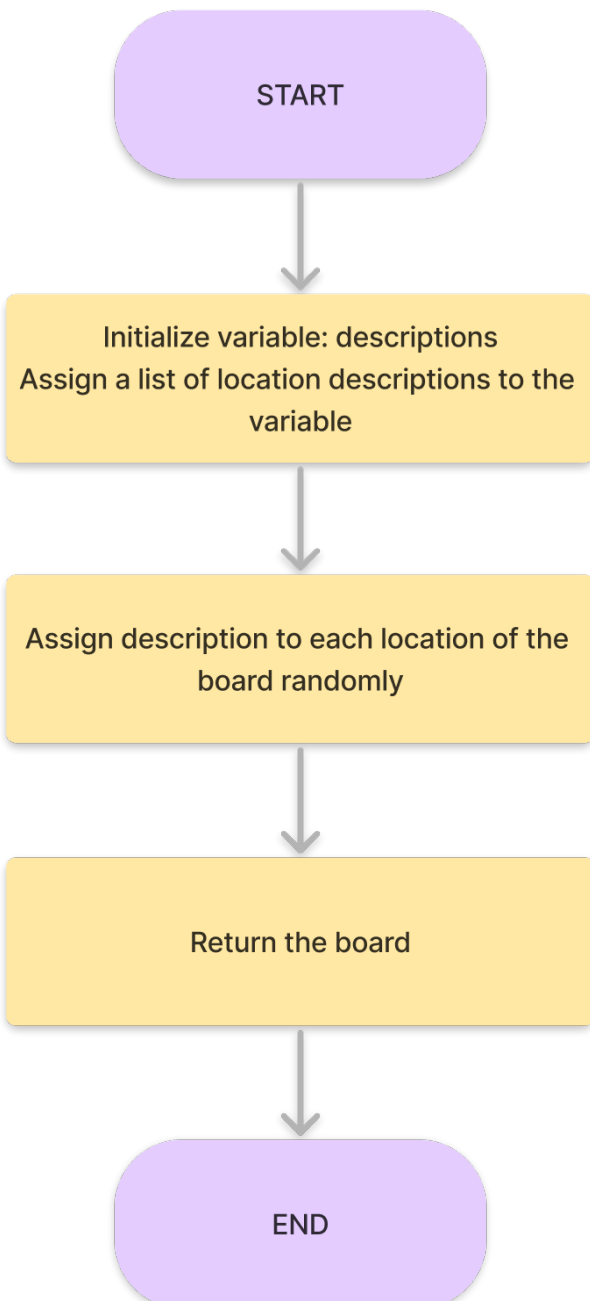 START
Initialize variable: descriptions
Assign a list of location descriptions to the
variable
Assign description to each location of the
board randomly
Return the board
END